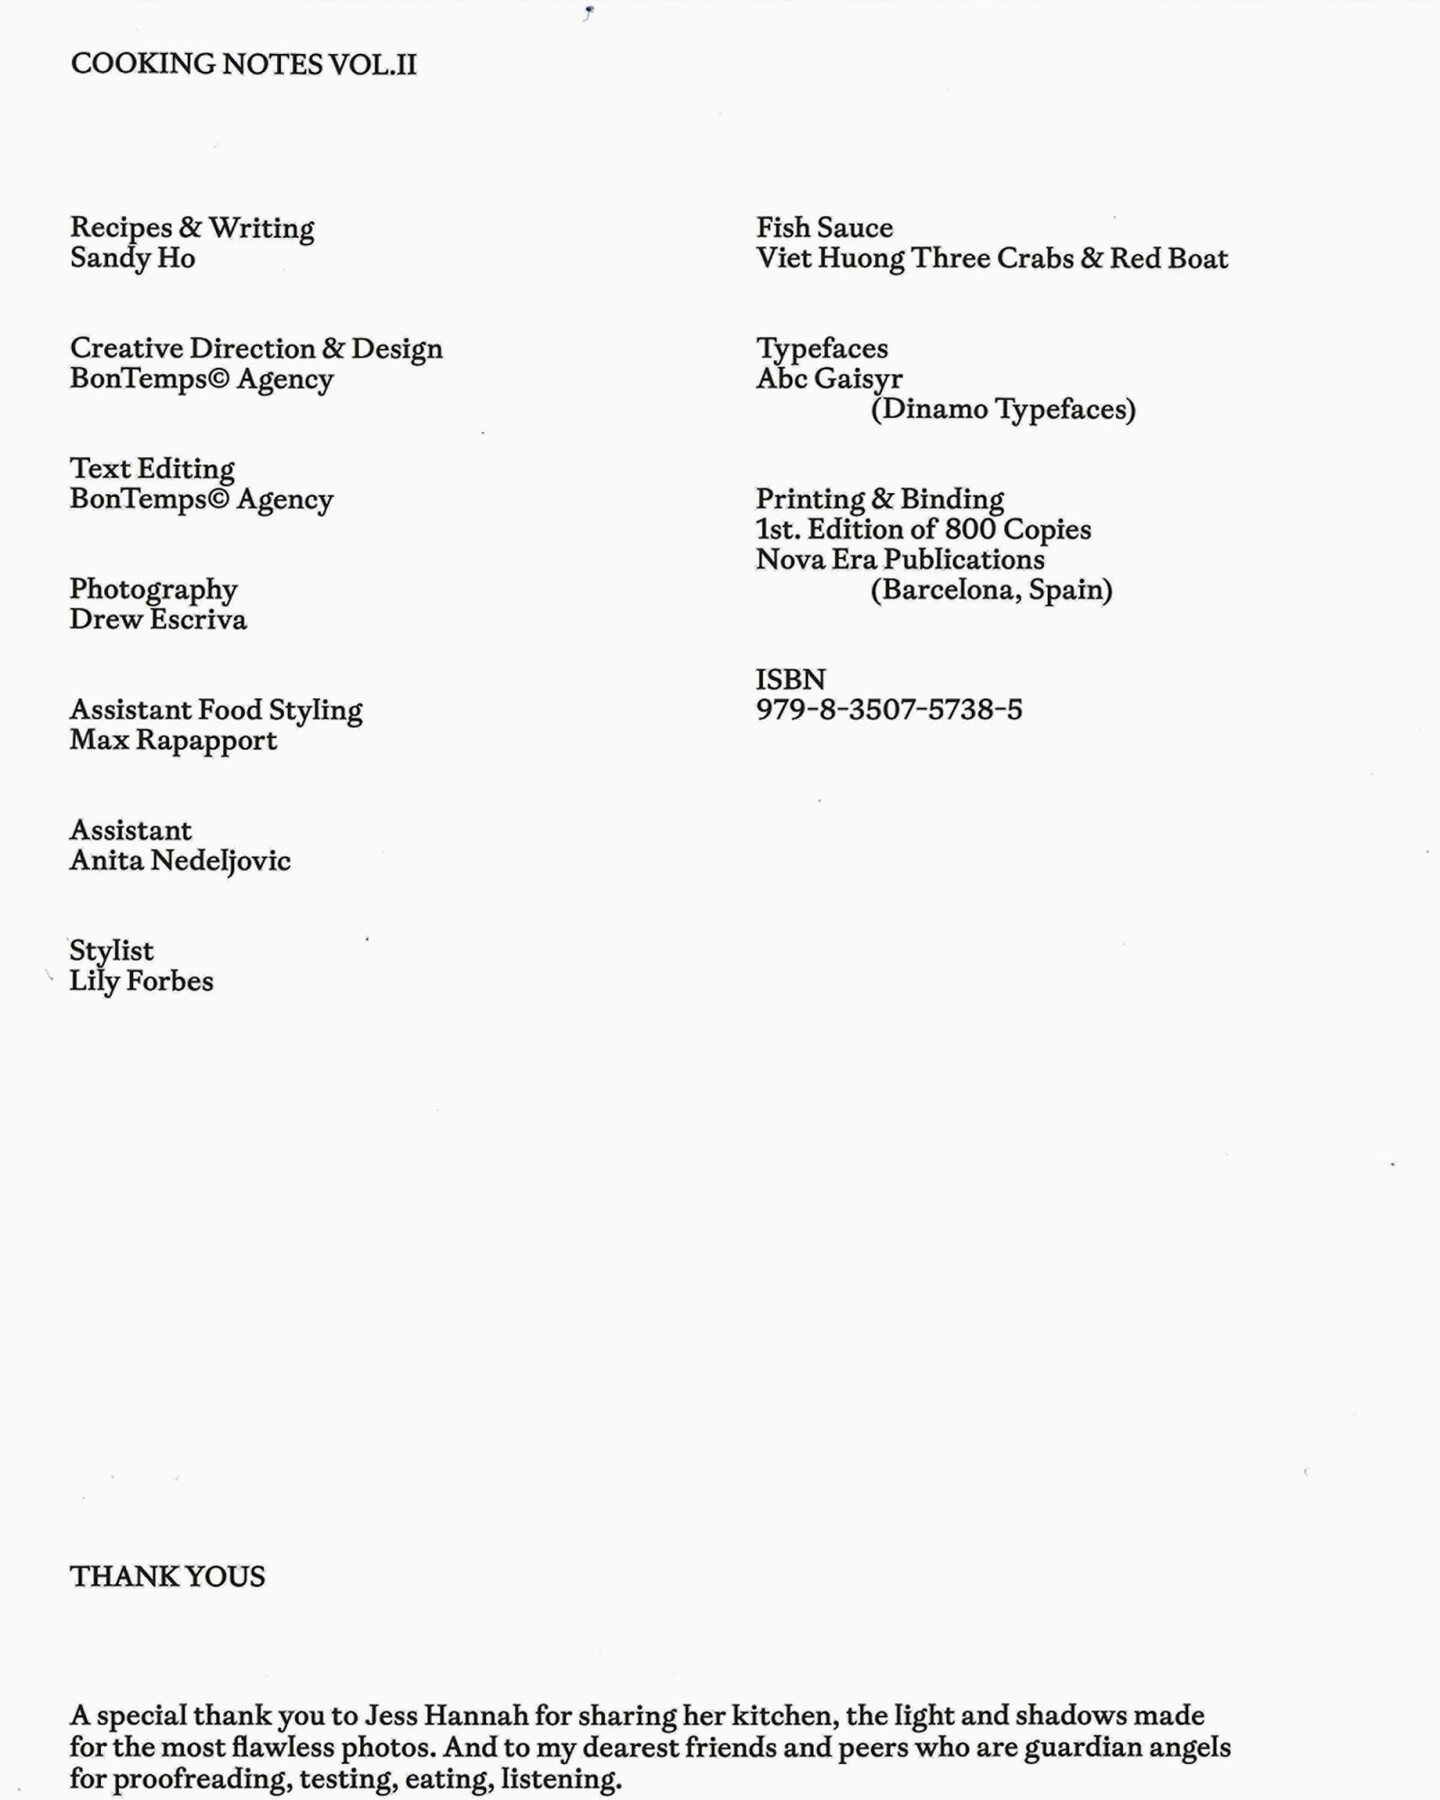 COOKING NOTES VOL.II
Recipes & Writing
Sandy Ho
Creative Direction & Design
BonTemps© Agency
Text Editing
BonTemps© Agency
Photography
Drew Escriva
Assistant Food Styling
Max Rapapport
Assistant
Anita Nedeljovic
Stylist
Lily Forbes
Fish Sauce
Viet Huong Three Crabs & Red Boat
Typefaces
Abc Gaisyr
(Dinamo Typefaces)
Printing & Binding
1st. Edition of 800 Copies
Nova Era Publications
(Barcelona, Spain)
ISBN
979-8-3507-5738-5
THANK YOUS
A special thank you to Jess Hannah for sharing her kitchen, the light and shadows made
for the most flawless photos. And to my dearest friends and peers who are guardian angels
for proofreading, testing, eating, listening.